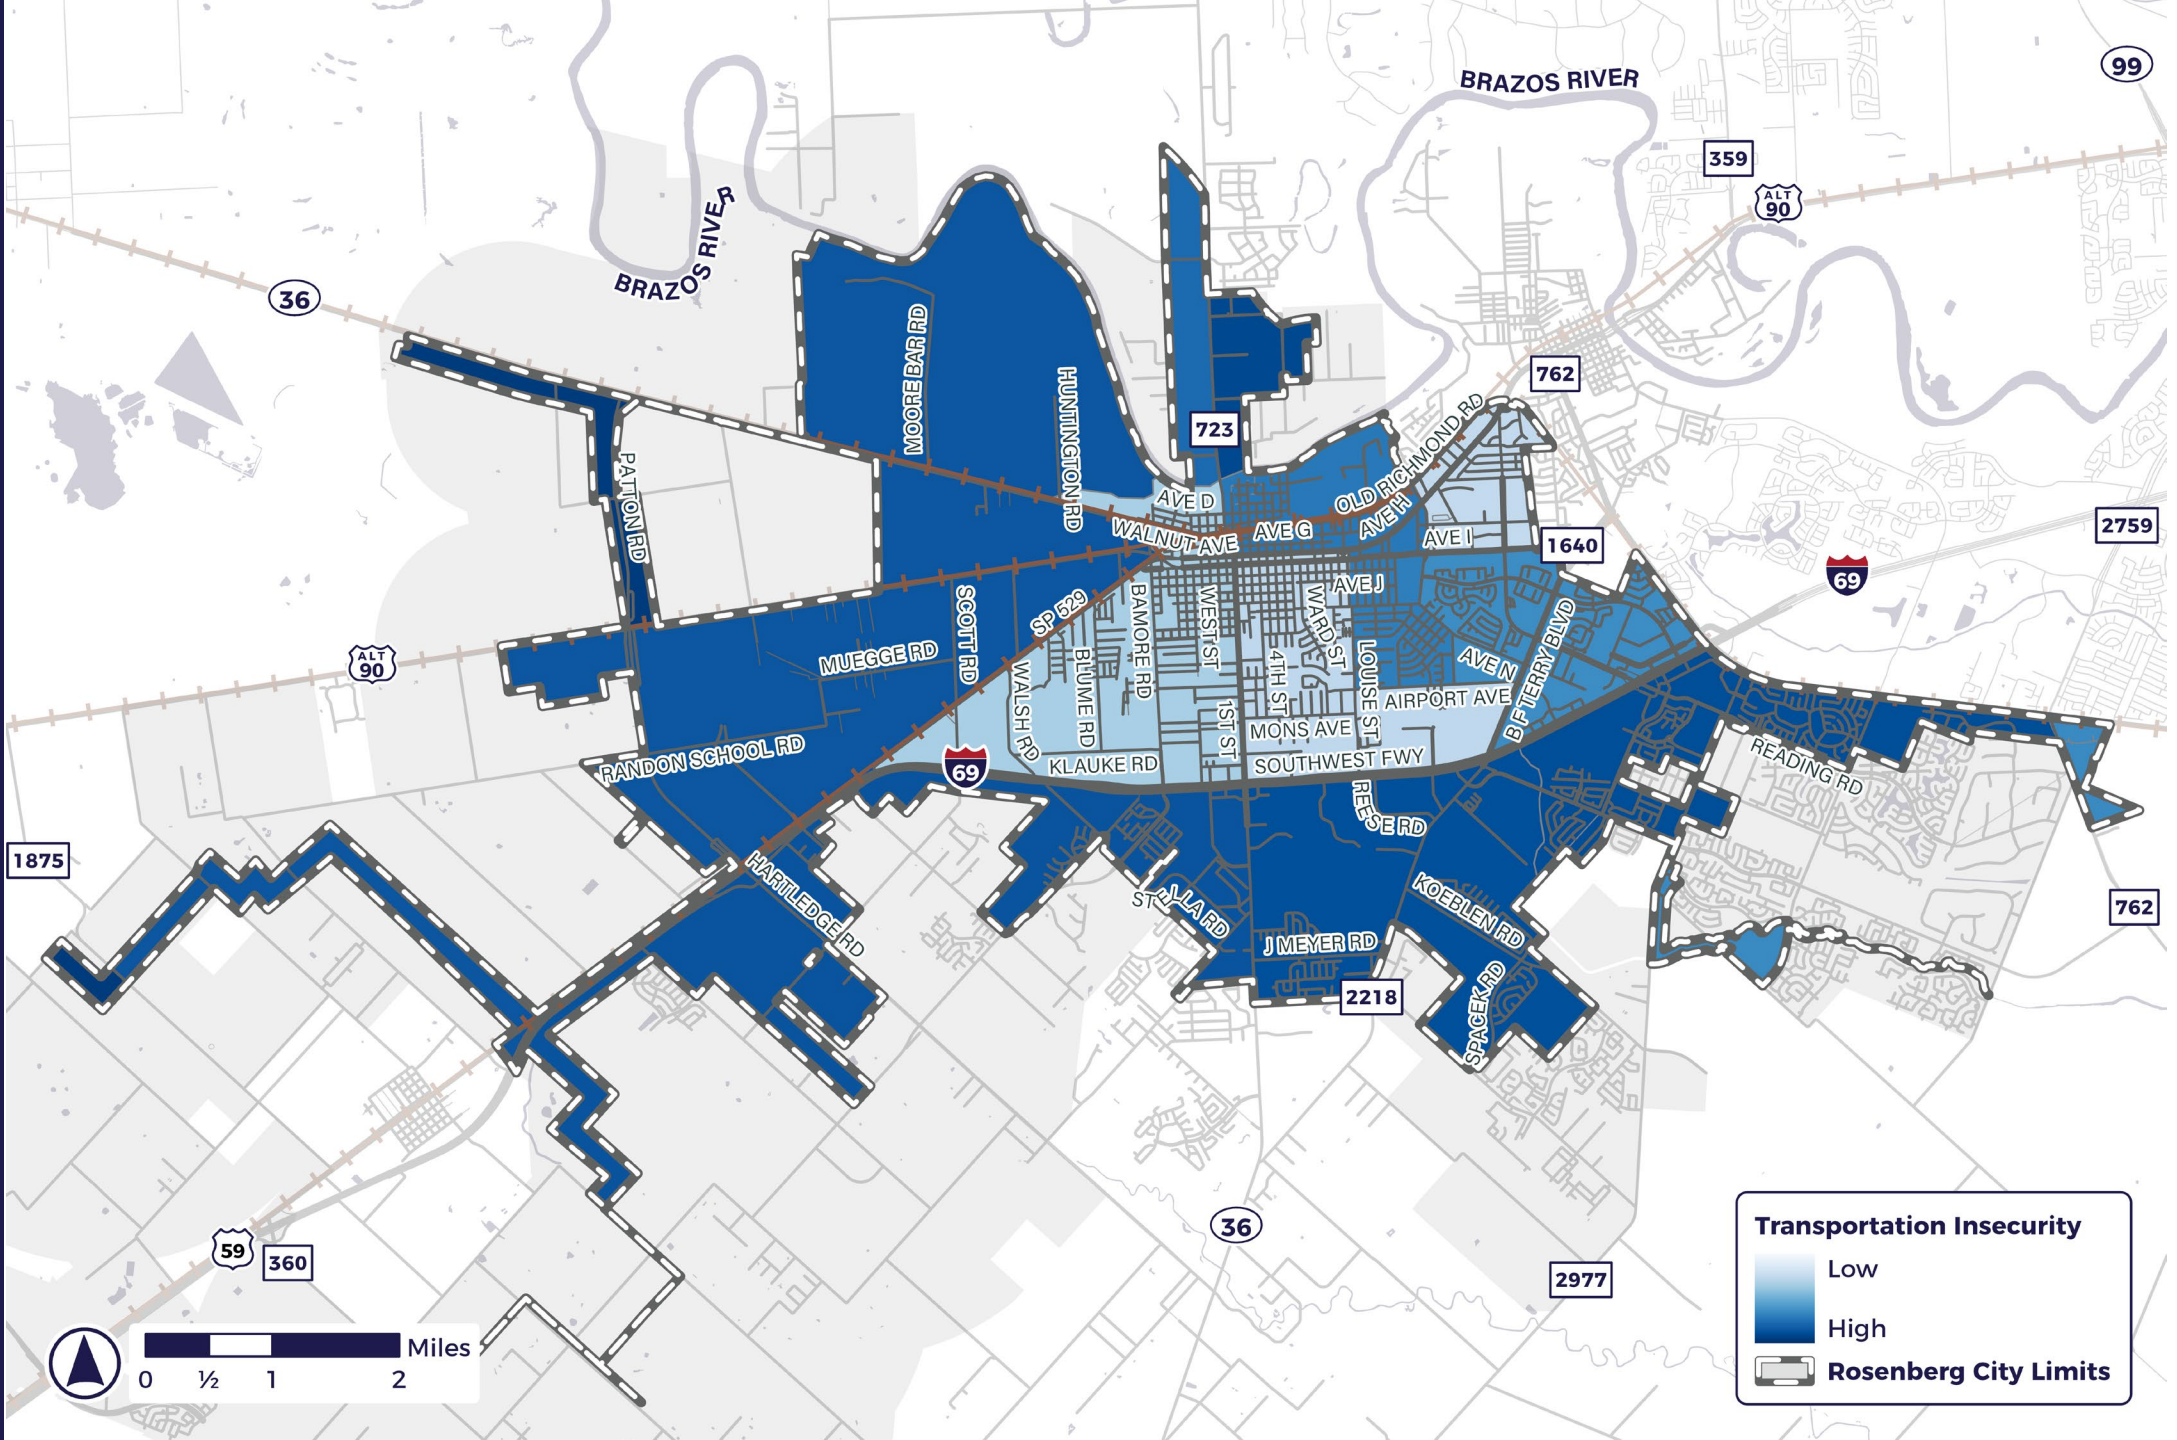 BRAZOS RIVER
99
359
ALT
90
BRAZOS RIVER
36
762
723
MOORE BAR RD
HUNTINGTON RD
OLD RICHMOND RD
AVE D
AVE H
WALNUT AVE
AVE G
AVE I
1640
2759
69
PATTON RD
AVE J
SCOTT RD
SP 529
BAMORE RD
WEST ST
WARD ST
ALT
90
MUEGGE RD
WALSH RD
BLUME RD
4TH ST
LOUISE ST
AVE N
B F TERRY BLVD
AIRPORT AVE
1ST ST
MONS AVE
RANDON SCHOOL RD
69
KLAUKE RD
SOUTHWEST FWY
READING RD
REESE RD
1875
HARTLEDGE RD
STELLA RD
KOEBLEN RD
762
J MEYER RD
2218
SPACEK RD
36
59
360
2977
Transportation Insecurity
Low
High
Rosenberg City Limits
Miles
0 ½ 1 2